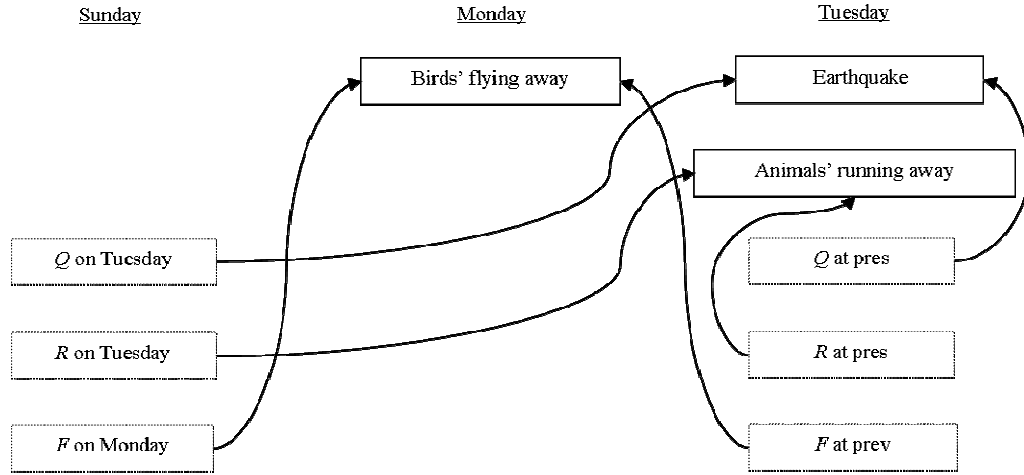 Sunday
Monday
Tuesday
Birds' flying away
Earthquake
Animals' running away
Q on Tuesday
Q at pres
R on Tuesday
R at pres
F on Monday
F at prev